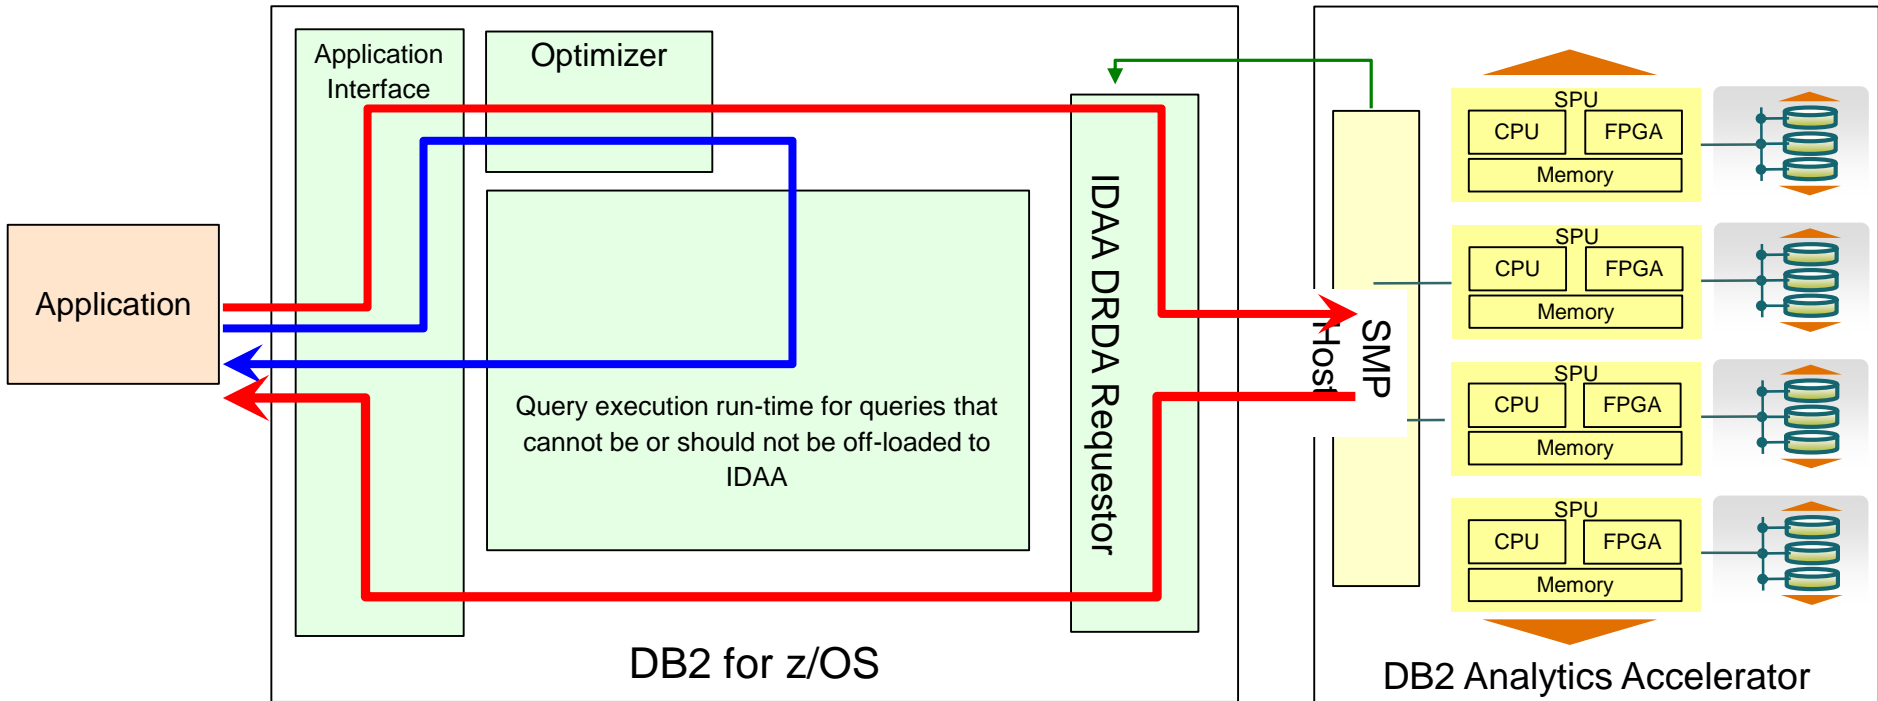 Application
Application
Interface
Optimizer
Query execution run-time for queries that
cannot be or should not be off-loaded to
IDAA
IDAA DRDA Requestor
DB2 for z/OS
SMP
Host
SPU
CPU
FPGA
Memory
SPU
CPU
FPGA
Memory
SPU
CPU
FPGA
Memory
SPU
CPU
FPGA
Memory
DB2 Analytics Accelerator